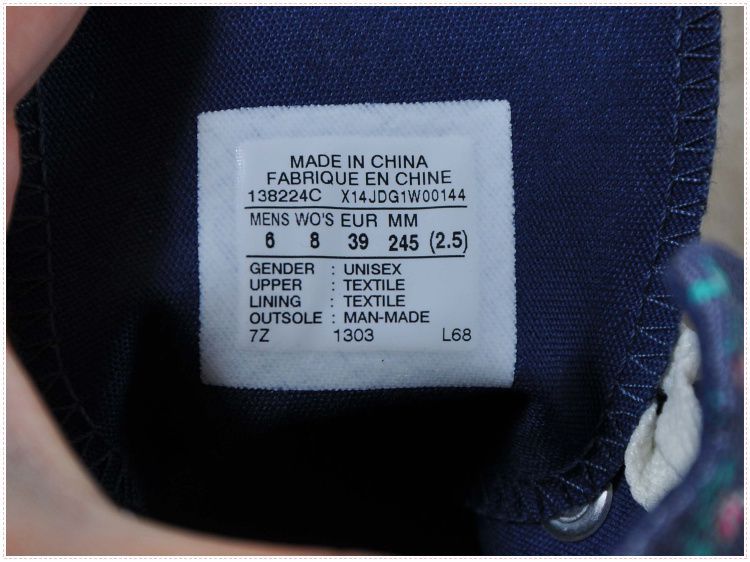 MADE IN CHINA
FABRIQUE EN CHINE
138224C X14JDG1W00144
MENS WO'S EUR MM
6 8 39 245 (2.5)
GENDER : UNISEX
UPPER : TEXTILE
LINING : TEXTILE
OUTSOLE : MAN-MADE
7Z 1303 L68